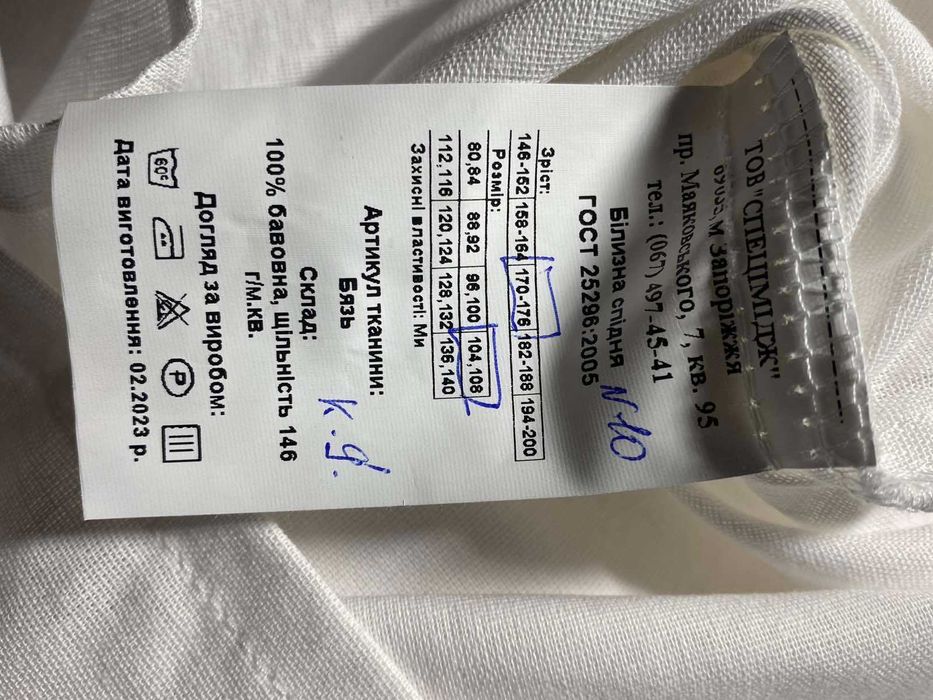 ТОВ "СПЕЦІМІДЖ"
м Запоріжжя
пр. Маяковського, 7, кв. 95
тел.: (067) 497-45-41
Білизна спідня №10
ГОСТ 25296:2005
Зріст:
146-152 158-164 170-176 182-188 194-200
Розмір:
80,84 88,92 96,100 104,108
112,116 120,124 128,132 136,140
Захисні властивості: Ми
Артикул тканини:
Бязь
Склад:
100% бавовна, щільність 146
г/м.кв.
Догляд за виробом:
60с P
Дата виготовлення: 02.2023 р.